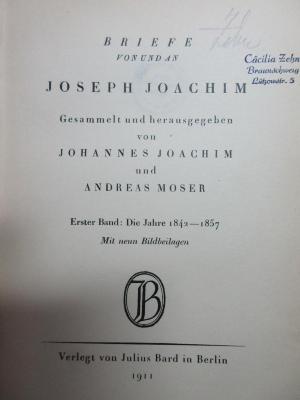 BRIEFE
VON UND AN
JOSEPH JOACHIM
Gesammelt und herausgegeben
von
JOHANNES JOACHIM
und
ANDREAS MOSER
Erster Band: Die Jahre 1842—1857
Mit neun Bildbeilagen
JB
Verlegt von Julius Bard in Berlin
1911
Cäcilia Zehn
Braunschweig